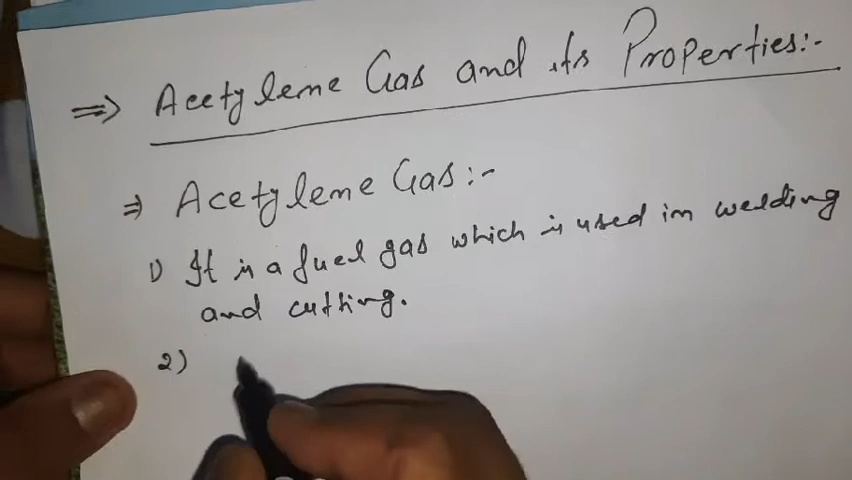 ⇒ Acetylene Gas and its Properties:-
⇒ Acetylene Gas:-
1) It is a fuel gas which is used in welding
and cutting.
2)